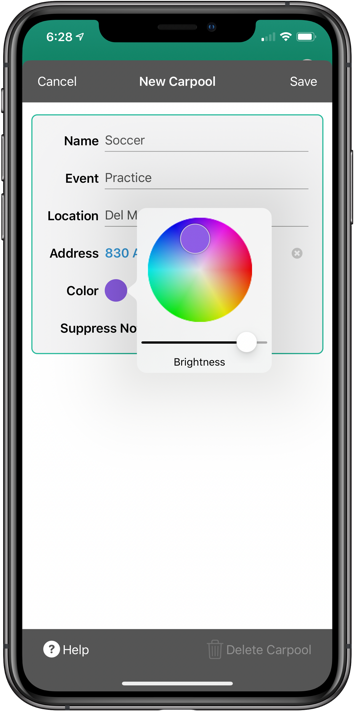 6:28
Cancel New Carpool Save
Name Soccer
Event Practice
Location Del M
Address 830 A
Color
Suppress No
Brightness
? Help Delete Carpool